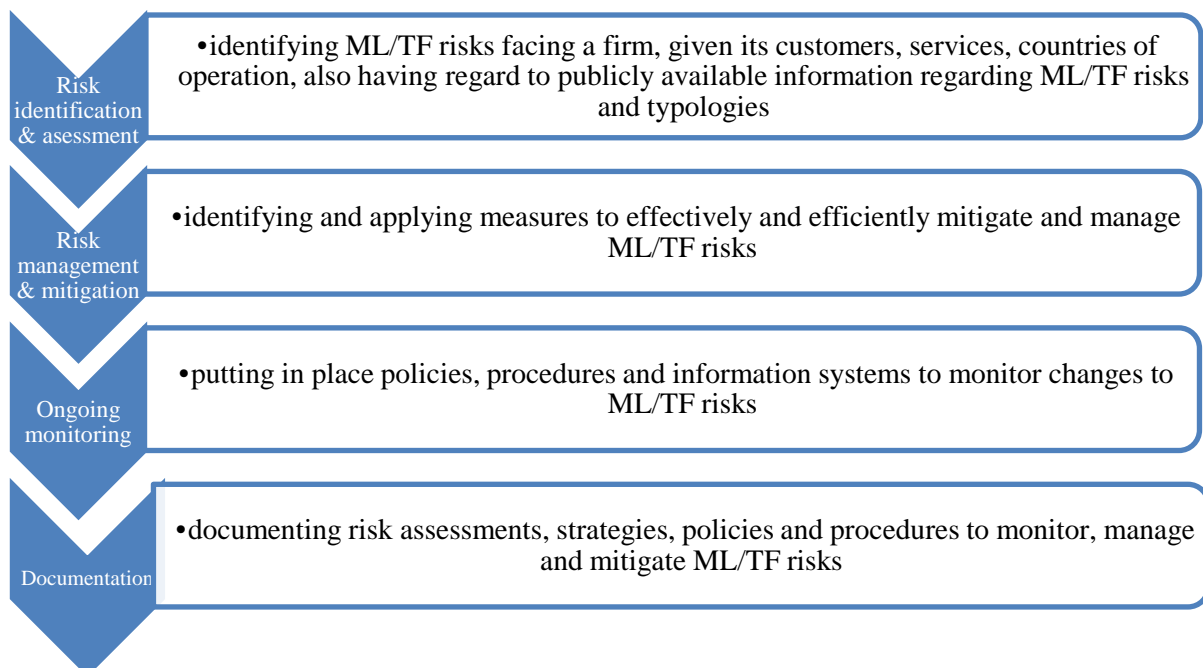 Risk
identification
& asessment
•identifying ML/TF risks facing a firm, given its customers, services, countries of
operation, also having regard to publicly available information regarding ML/TF risks
and typologies
Risk
management
& mitigation
•identifying and applying measures to effectively and efficiently mitigate and manage
ML/TF risks
Ongoing
monitoring
•putting in place policies, procedures and information systems to monitor changes to
ML/TF risks
Documentation
•documenting risk assessments, strategies, policies and procedures to monitor, manage
and mitigate ML/TF risks